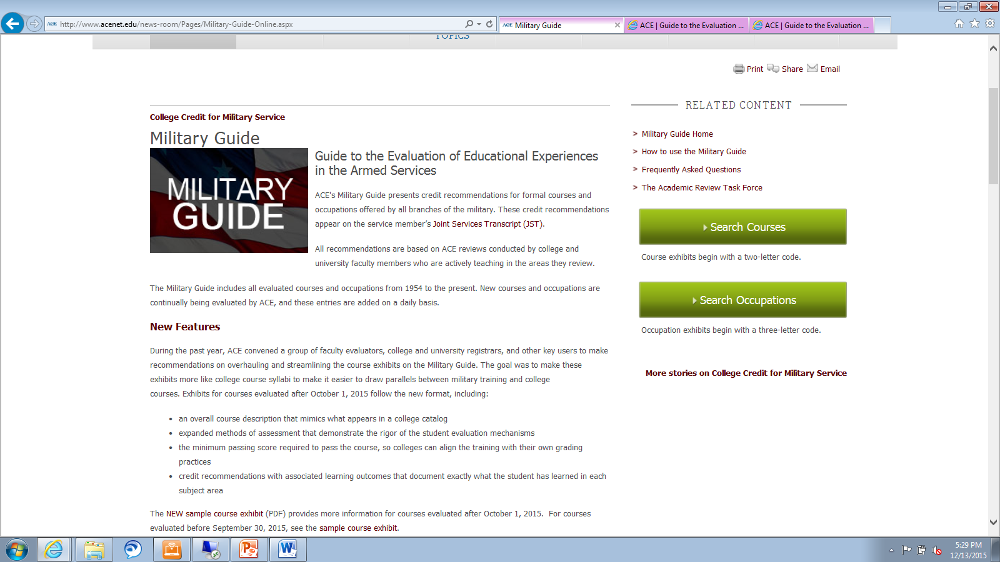 http://www.acenet.edu/news-room/Pages/Military-Guide-Online.aspx
Military Guide
ACE | Guide to the Evaluation ...
ACE | Guide to the Evaluation ...
TOPICS
Print
Share
Email
College Credit for Military Service
Military Guide
MILITARY
GUIDE
Guide to the Evaluation of Educational Experiences
in the Armed Services
ACE's Military Guide presents credit recommendations for formal courses and
occupations offered by all branches of the military. These credit recommendations
appear on the service member’s Joint Services Transcript (JST).
All recommendations are based on ACE reviews conducted by college and
university faculty members who are actively teaching in the areas they review.
The Military Guide includes all evaluated courses and occupations from 1954 to the present. New courses and occupations are
continually being evaluated by ACE, and these entries are added on a daily basis.
New Features
During the past year, ACE convened a group of faculty evaluators, college and university registrars, and other key users to make
recommendations on overhauling and streamlining the course exhibits on the Military Guide. The goal was to make these
exhibits more like college course syllabi to make it easier to draw parallels between military training and college
courses. Exhibits for courses evaluated after October 1, 2015 follow the new format, including:
• an overall course description that mimics what appears in a college catalog
• expanded methods of assessment that demonstrate the rigor of the student evaluation mechanisms
• the minimum passing score required to pass the course, so colleges can align the training with their own grading
practices
• credit recommendations with associated learning outcomes that document exactly what the student has learned in each
subject area
The NEW sample course exhibit (PDF) provides more information for courses evaluated after October 1, 2015. For courses
evaluated before September 30, 2015, see the sample course exhibit.
RELATED CONTENT
Military Guide Home
How to use the Military Guide
Frequently Asked Questions
The Academic Review Task Force
Search Courses
Course exhibits begin with a two-letter code.
Search Occupations
Occupation exhibits begin with a three-letter code.
More stories on College Credit for Military Service
5:29 PM
12/13/2015